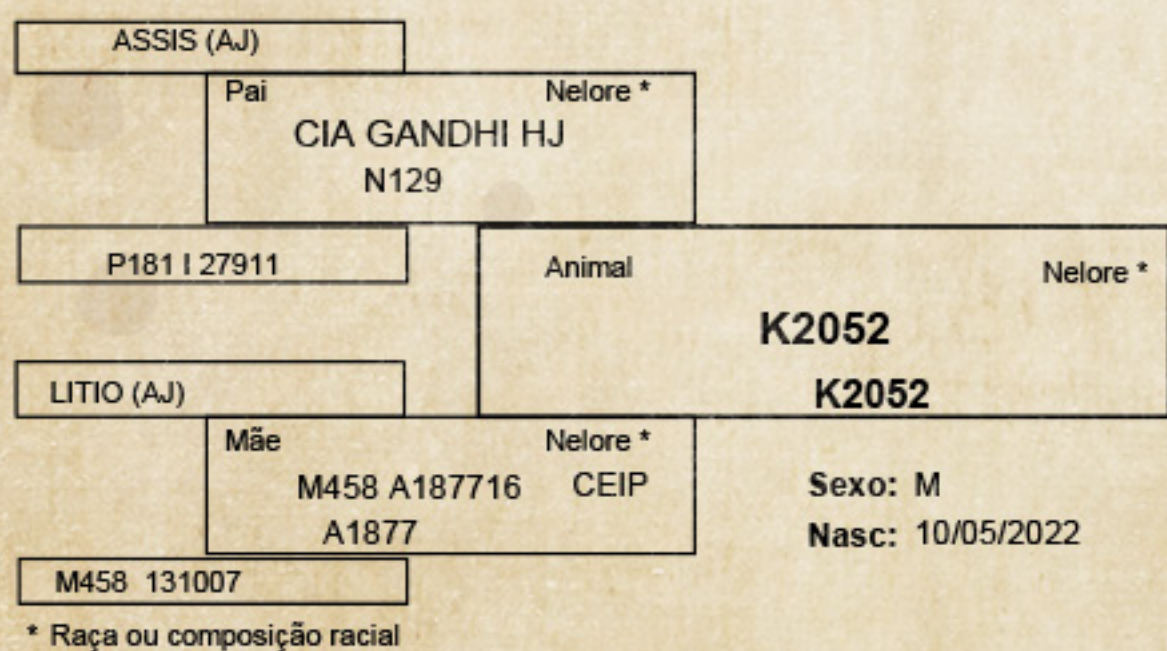 ASSIS (AJ)
Pai Nelore *
CIA GANDHI HJ
N129
P181 I 27911
Animal Nelore *
K2052
K2052
LITIO (AJ)
Mãe Nelore *
M458 A187716 CEIP
A1877
Sexo: M
Nasc: 10/05/2022
M458 131007
* Raça ou composição racial